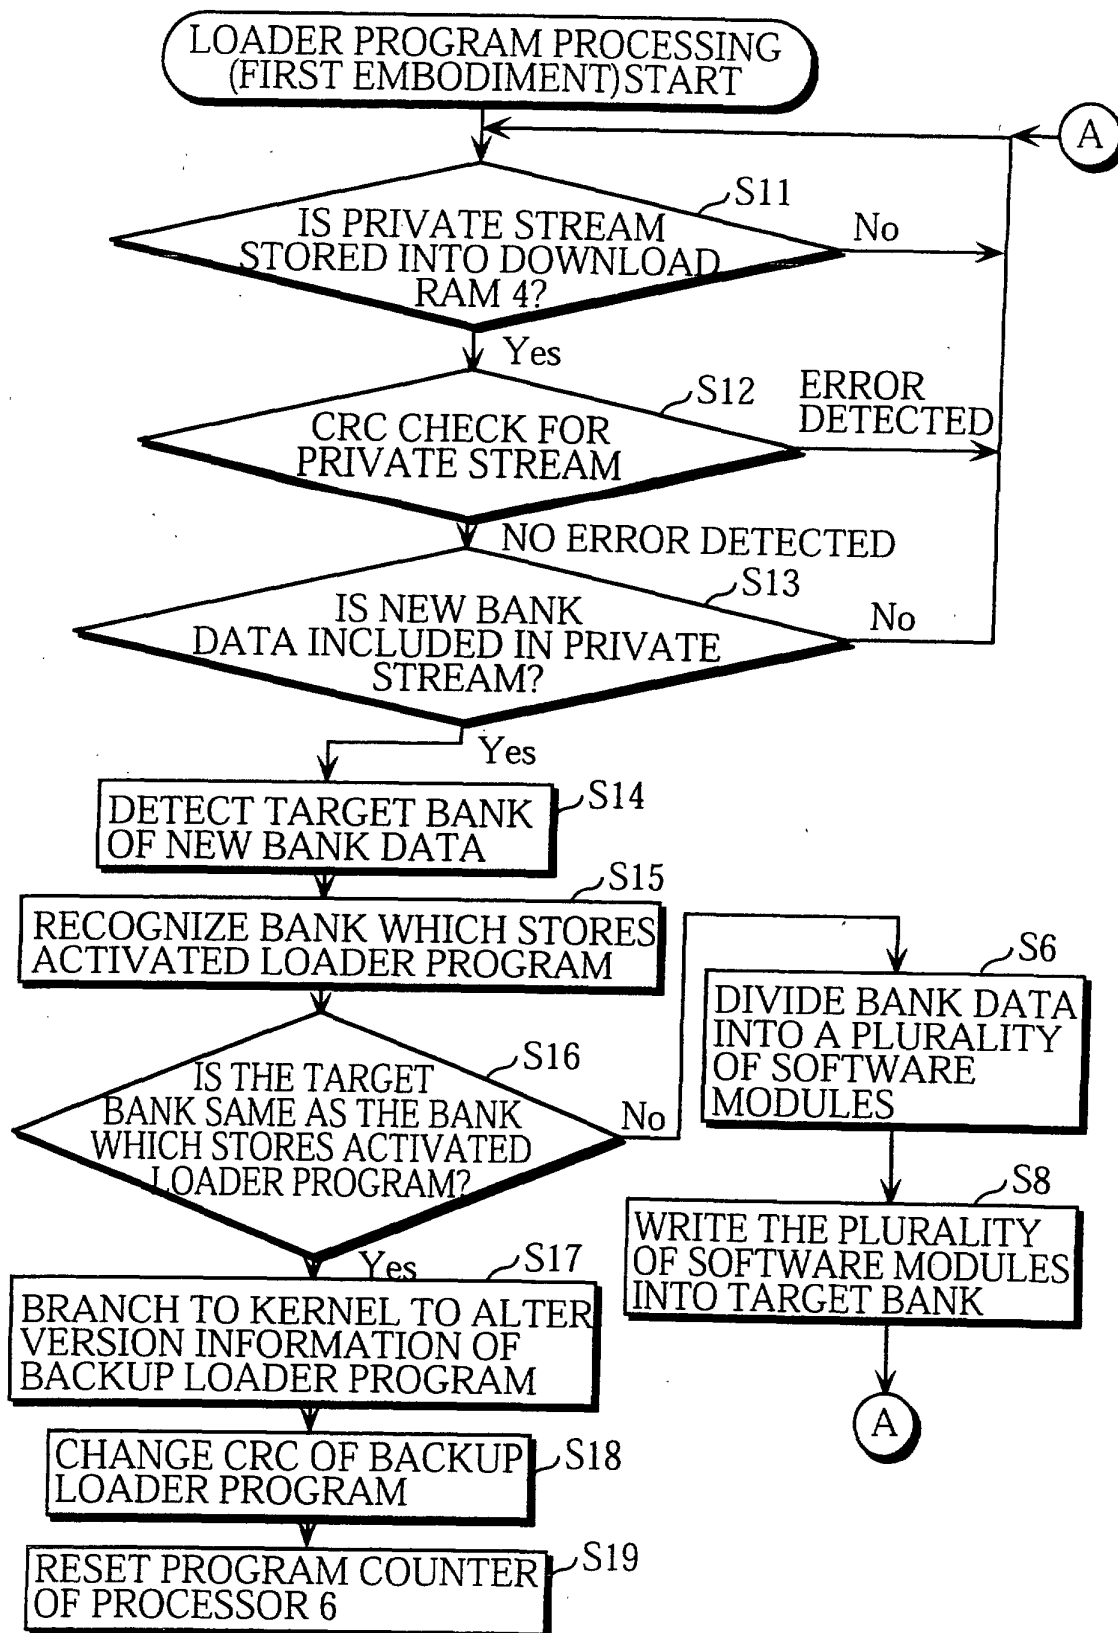 LOADER PROGRAM PROCESSING
(FIRST EMBODIMENT) START
A
S11
IS PRIVATE STREAM
STORED INTO DOWNLOAD
RAM 4?
No
Yes
S12
CRC CHECK FOR
PRIVATE STREAM
ERROR
DETECTED
NO ERROR DETECTED
S13
IS NEW BANK
DATA INCLUDED IN PRIVATE
STREAM?
No
Yes
S14
DETECT TARGET BANK
OF NEW BANK DATA
S15
RECOGNIZE BANK WHICH STORES
ACTIVATED LOADER PROGRAM
S16
IS THE TARGET
BANK SAME AS THE BANK
WHICH STORES ACTIVATED
LOADER PROGRAM?
No
Yes
S17
BRANCH TO KERNEL TO ALTER
VERSION INFORMATION OF
BACKUP LOADER PROGRAM
S18
CHANGE CRC OF BACKUP
LOADER PROGRAM
S19
RESET PROGRAM COUNTER
OF PROCESSOR 6
S6
DIVIDE BANK DATA
INTO A PLURALITY
OF SOFTWARE
MODULES
S8
WRITE THE PLURALITY
OF SOFTWARE MODULES
INTO TARGET BANK
A